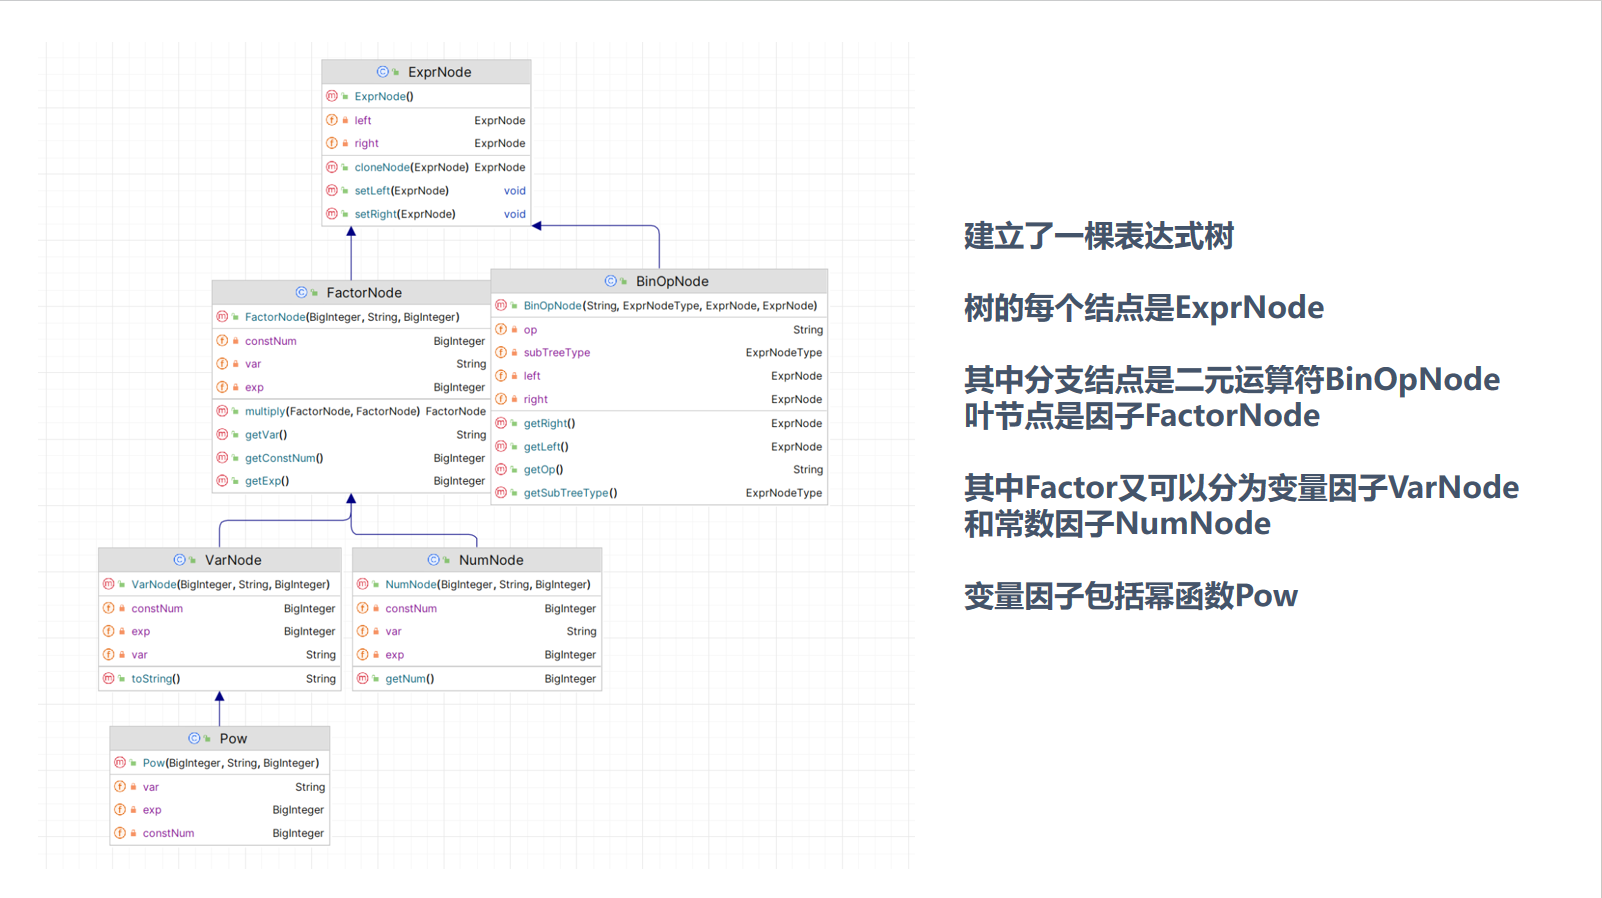 ExprNode
ExprNode()
left ExprNode
right ExprNode
cloneNode(ExprNode) ExprNode
setLeft(ExprNode) void
setRight(ExprNode) void
FactorNode
FactorNode(BigInteger, String, BigInteger)
constNum BigInteger
var String
exp BigInteger
multiply(FactorNode, FactorNode) FactorNode
getVar() String
getConstNum() BigInteger
getExp() BigInteger
BinOpNode
BinOpNode(String, ExprNodeType, ExprNode, ExprNode)
op String
subTreeType ExprNodeType
left ExprNode
right ExprNode
getRight() ExprNode
getLeft() ExprNode
getOp() String
getSubTreeType() ExprNodeType
VarNode
VarNode(BigInteger, String, BigInteger)
constNum BigInteger
exp BigInteger
var String
toString() String
NumNode
NumNode(BigInteger, String, BigInteger)
constNum BigInteger
var String
exp BigInteger
getNum() BigInteger
Pow
Pow(BigInteger, String, BigInteger)
var String
exp BigInteger
constNum BigInteger
建立了一棵表达式树
树的每个结点是ExprNode
其中分支结点是二元运算符BinOpNode
叶节点是因子FactorNode
其中Factor又可以分为变量因子VarNode
和常数因子NumNode
变量因子包括幂函数Pow